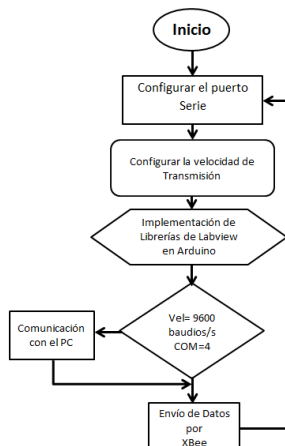 Inicio
Configurar el puerto
Serie
Configurar la velocidad de
Transmisión
Implementación de
Librerías de Labview
en Arduino
Vel= 9600
baudios/s
COM=4
Comunicación
con el PC
Envío de Datos
por
XBee